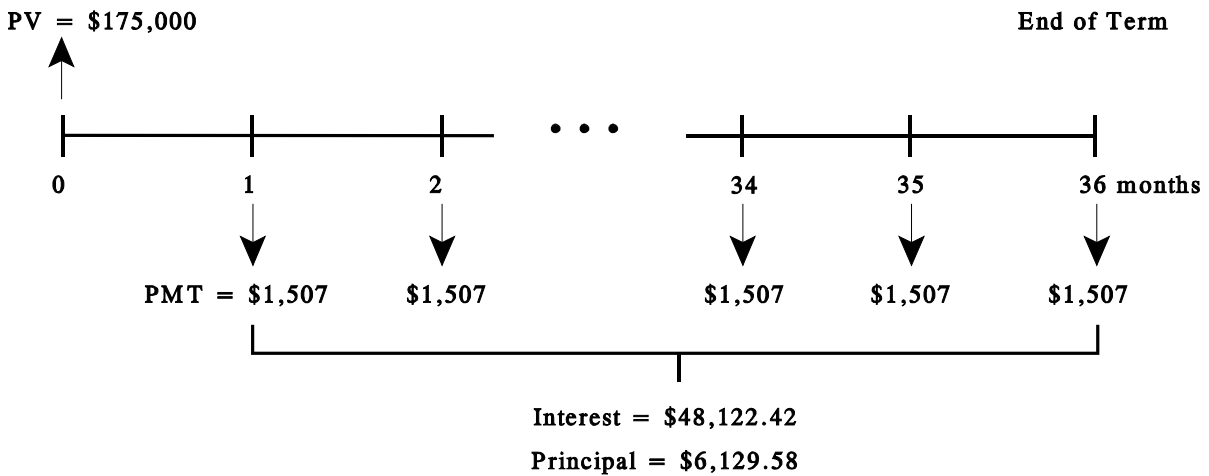 PV = $175,000
End of Term
0 1 2 34 35 36 months
PMT = $1,507 $1,507 $1,507 $1,507 $1,507
Interest = $48,122.42
Principal = $6,129.58